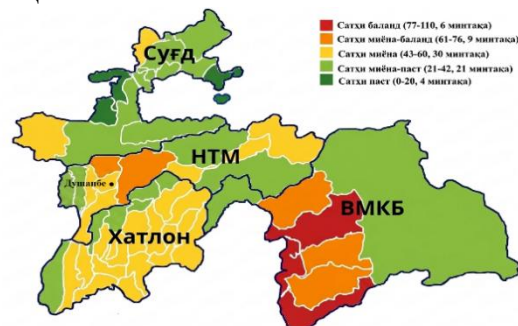 Суғд
Сатҳи баланд (77-110, 6 минтақа)
Сатҳи миёна-баланд (61-76, 9 минтақа)
Сатҳи миёна (43-60, 30 минтақа)
Сатҳи миёна-паст (21-42, 21 минтақа)
Сатҳи паст (0-20, 4 минтақа)
НТМ
Душанбе
ВМКБ
Хатлон